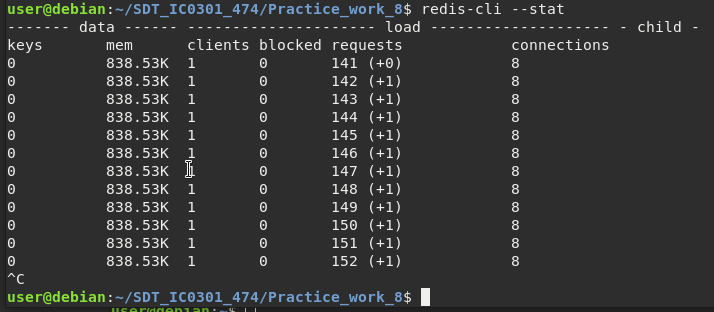 user@debian:~/SDT_IC0301_474/Practice_work_8$ redis-cli --stat
------- data ------ --------------------- load -------------------- - child -
keys       mem      clients blocked requests            connections
0          838.53K  1       0       141 (+0)            8
0          838.53K  1       0       142 (+1)            8
0          838.53K  1       0       143 (+1)            8
0          838.53K  1       0       144 (+1)            8
0          838.53K  1       0       145 (+1)            8
0          838.53K  1       0       146 (+1)            8
0          838.53K  1       0       147 (+1)            8
0          838.53K  1       0       148 (+1)            8
0          838.53K  1       0       149 (+1)            8
0          838.53K  1       0       150 (+1)            8
0          838.53K  1       0       151 (+1)            8
0          838.53K  1       0       152 (+1)            8
^C
user@debian:~/SDT_IC0301_474/Practice_work_8$
user@debian:~$